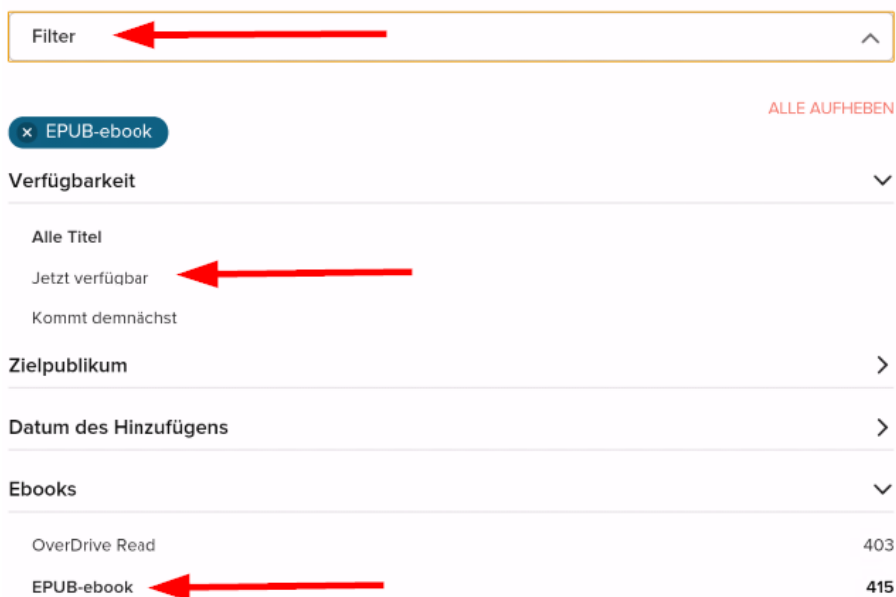 Filter
ALLE AUFHEBEN
× EPUB-ebook
Verfügbarkeit
Alle Titel
Jetzt verfügbar
Kommt demnächst
Zielpublikum
Datum des Hinzufügens
Ebooks
OverDrive Read 403
EPUB-ebook 415